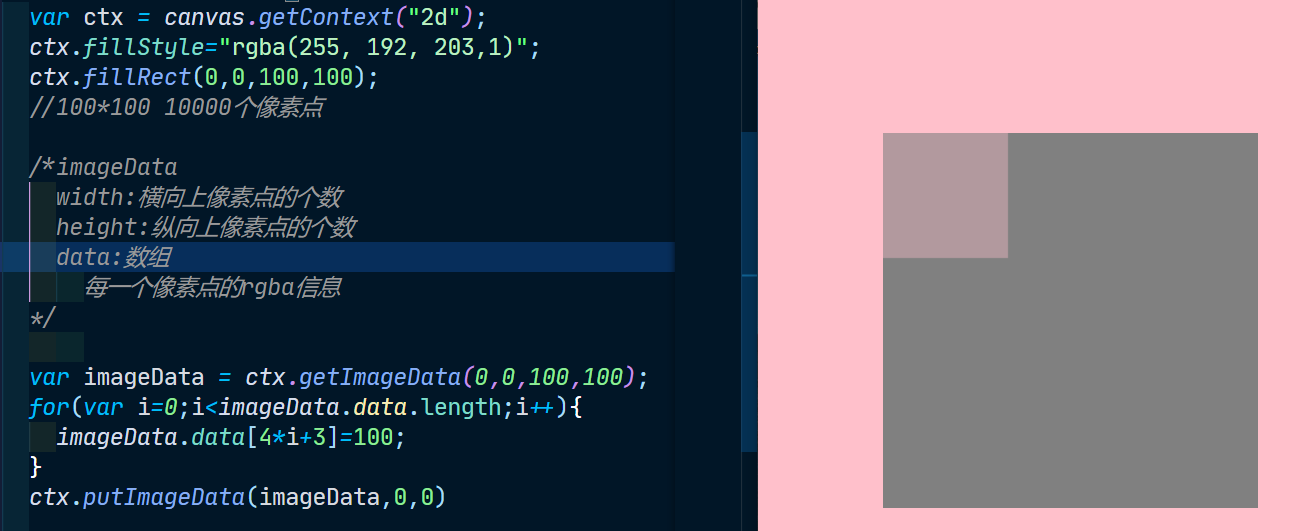 var ctx = canvas.getContext("2d");
ctx.fillStyle="rgba(255, 192, 203,1)";
ctx.fillRect(0,0,100,100);
//100*100 10000个像素点
/*imageData
width:横向上像素点的个数
height:纵向上像素点的个数
data:数组
每一个像素点的rgba信息
*/
var imageData = ctx.getImageData(0,0,100,100);
for(var i=0;i<imageData.data.length;i++){
imageData.data[4*i+3]=100;
}
ctx.putImageData(imageData,0,0)